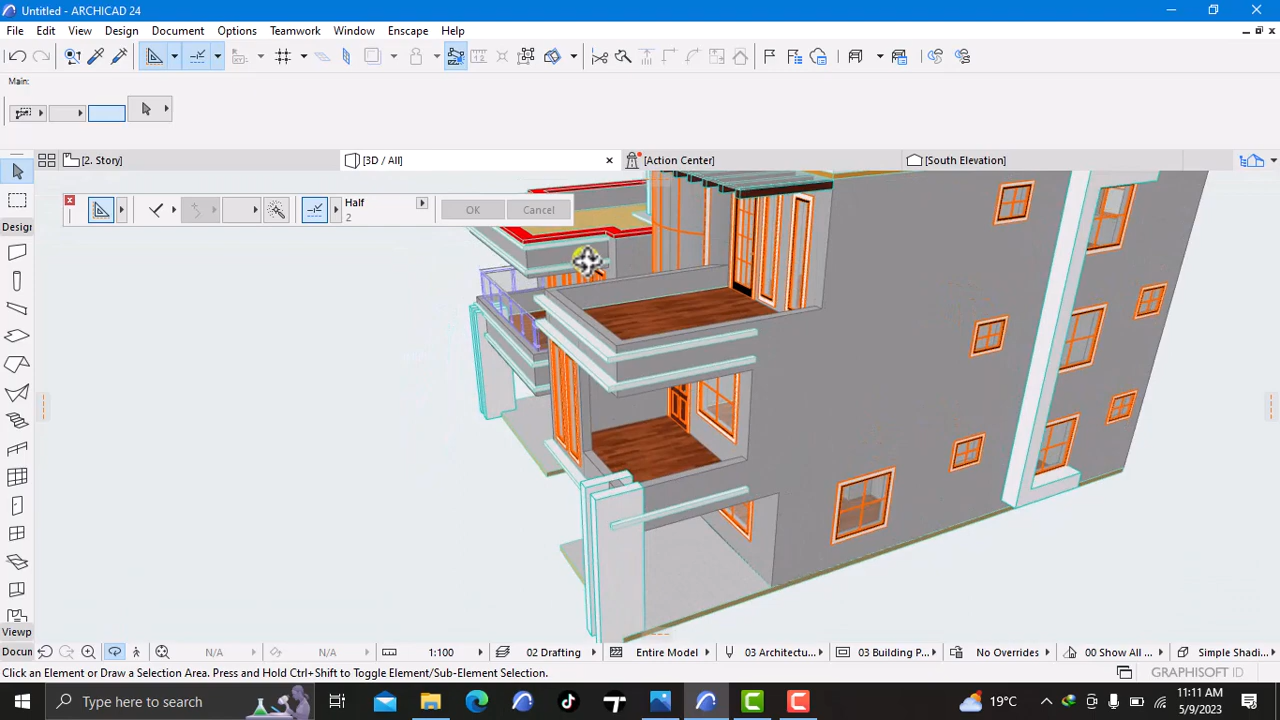 Untitled - ARCHICAD 24
File Edit View Design Document Options Teamwork Window Enscape Help
Main:
[2. Story] [3D / All] [Action Center] [South Elevation]
Half
2
OK Cancel
Design
Viewp
Docun N/A N/A 1:100 02 Drafting Entire Model 03 Architectu... 03 Building P... No Overrides 00 Show All ... Simple Shadi...
Click an Element or Draw a Selection Area. Press and Hold Ctrl+Shift to Toggle Element/Sub-Element Selection.
GRAPHISOFT ID
Type here to search
19°C
11:11 AM
5/9/2023